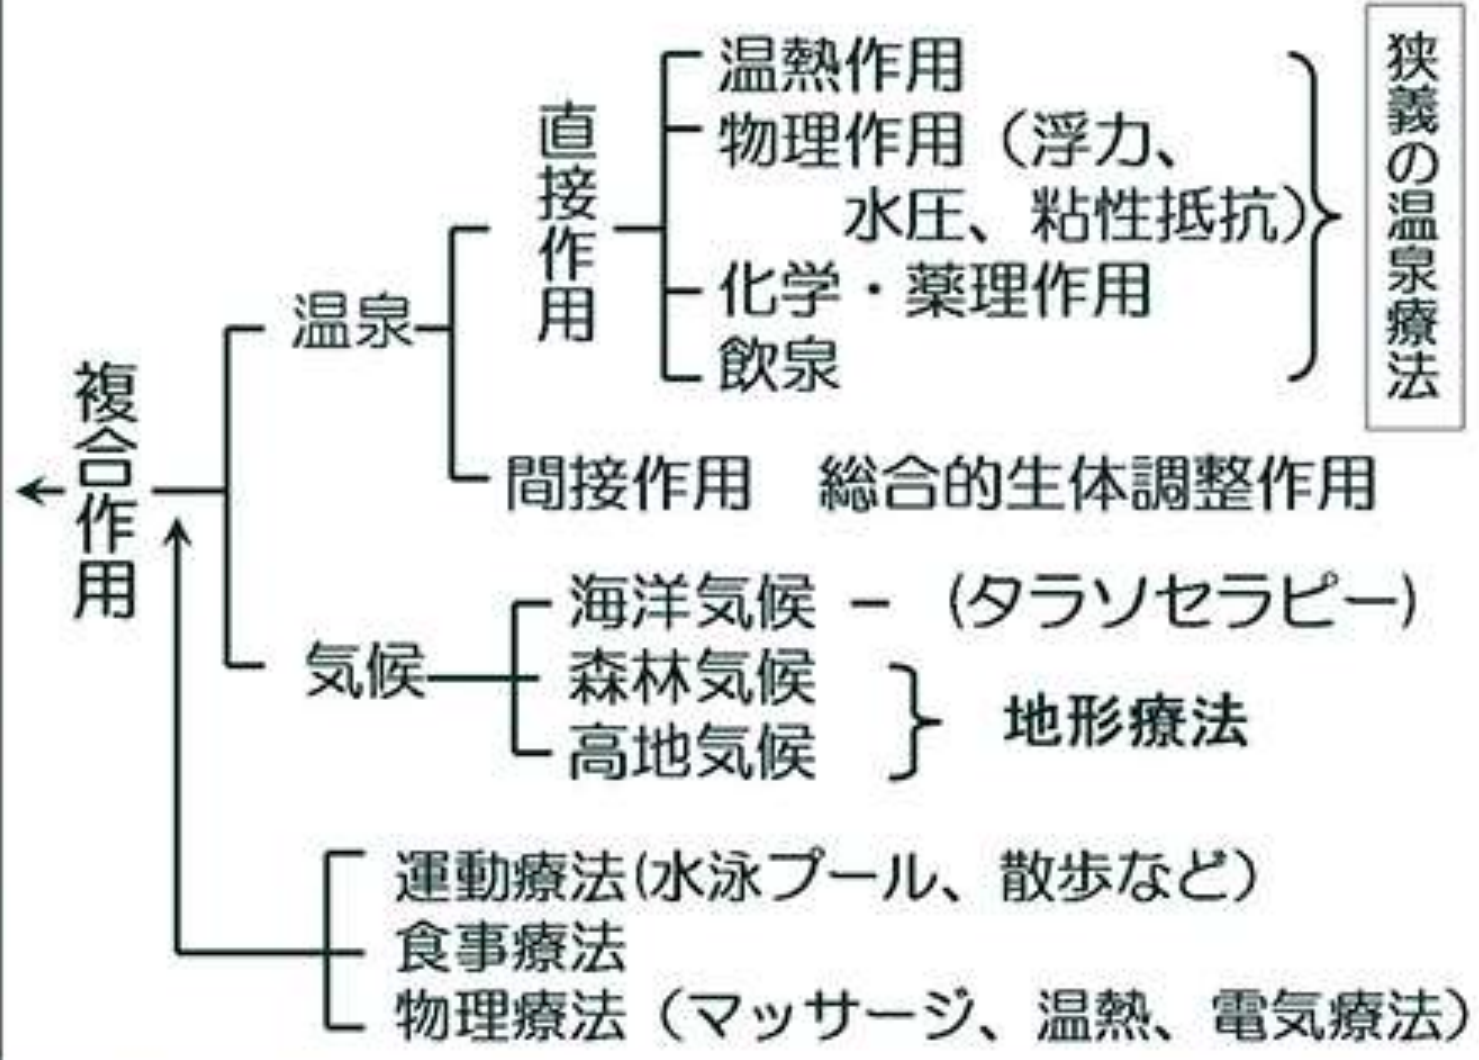 複合作用
温泉
直接作用
温熱作用
物理作用（浮力、
水圧、粘性抵抗）
化学・薬理作用
飲泉
狭義の温泉療法
間接作用　総合的生体調整作用
気候
海洋気候 － (タラソセラピー)
森林気候
高地気候
地形療法
運動療法(水泳プール、散歩など）
食事療法
物理療法（マッサージ、温熱、電気療法）